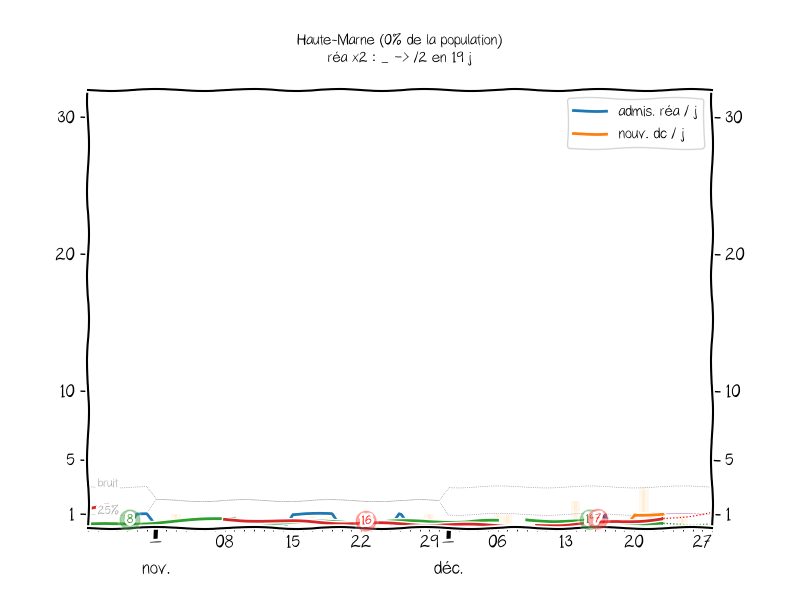 Haute-Marne (0% de la population)
réa x2 : _ -> /2 en 19 j
admis. réa / j
nouv. dc / j
30 30
20 20
10 10
5 5
bruit
25%
1 1
8 16 17
1 08 15 22 29 1 06 13 20 27
nov. déc.